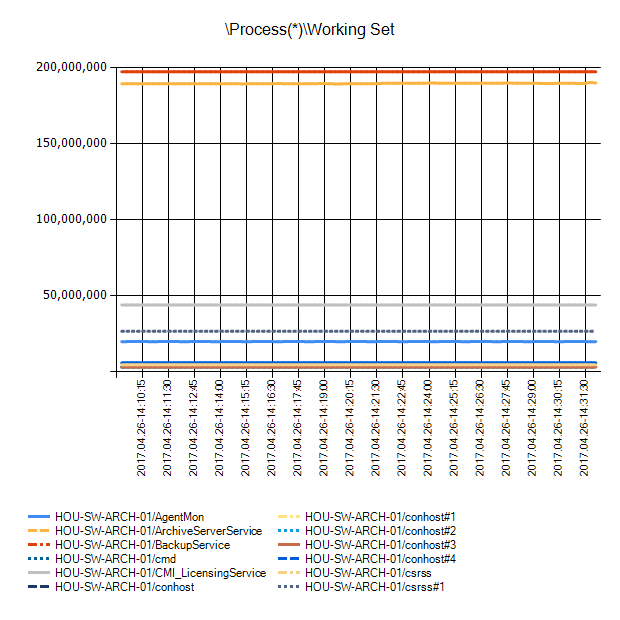 \Process(*)\Working Set
200,000,000
150,000,000
100,000,000
50,000,000
2017.04.26-14:10:15
2017.04.26-14:11:30
2017.04.26-14:12:45
2017.04.26-14:14:00
2017.04.26-14:15:15
2017.04.26-14:16:30
2017.04.26-14:17:45
2017.04.26-14:19:00
2017.04.26-14:20:15
2017.04.26-14:21:30
2017.04.26-14:22:45
2017.04.26-14:24:00
2017.04.26-14:25:15
2017.04.26-14:26:30
2017.04.26-14:27:45
2017.04.26-14:29:00
2017.04.26-14:30:15
2017.04.26-14:31:30
HOU-SW-ARCH-01/AgentMon
HOU-SW-ARCH-01/ArchiveServerService
HOU-SW-ARCH-01/BackupService
HOU-SW-ARCH-01/cmd
HOU-SW-ARCH-01/CMI_LicensingService
HOU-SW-ARCH-01/conhost
HOU-SW-ARCH-01/conhost#1
HOU-SW-ARCH-01/conhost#2
HOU-SW-ARCH-01/conhost#3
HOU-SW-ARCH-01/conhost#4
HOU-SW-ARCH-01/csrss
HOU-SW-ARCH-01/csrss#1